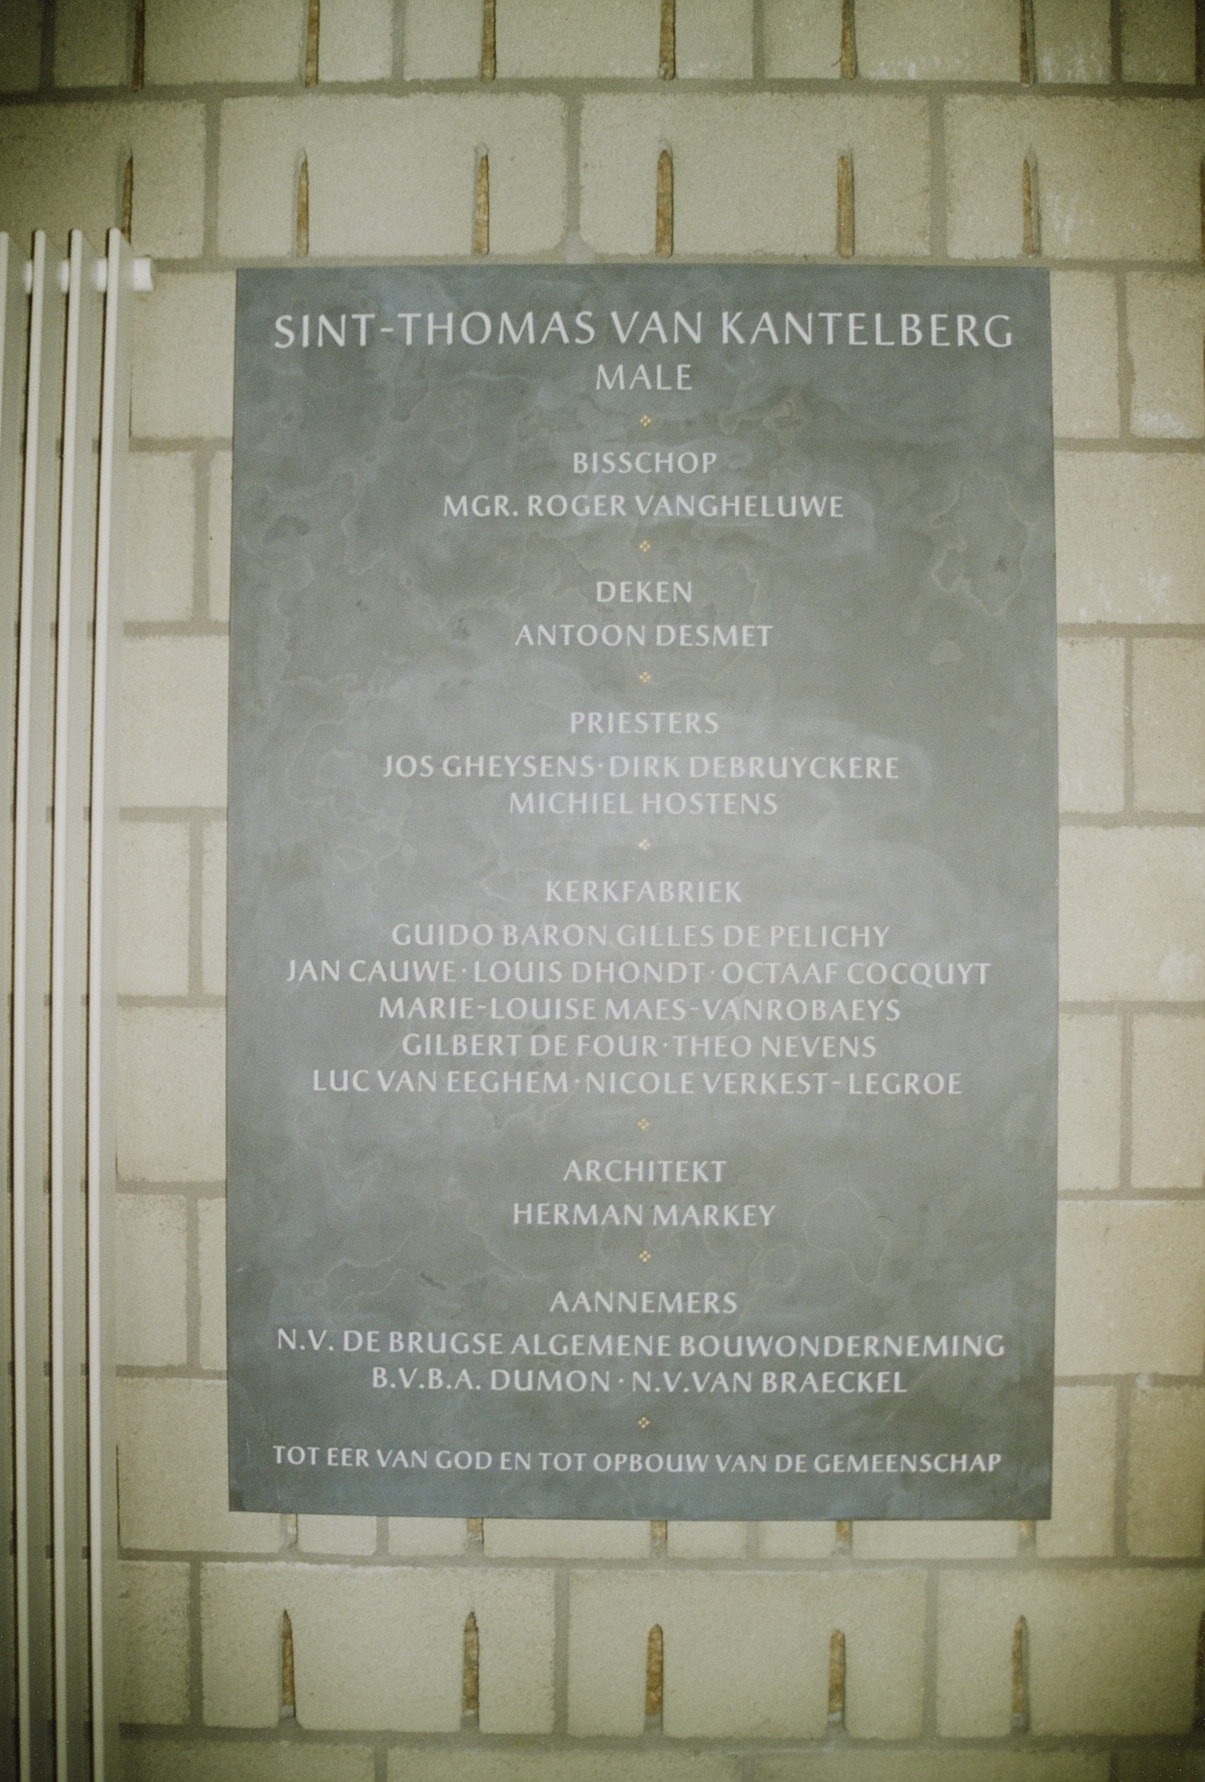 SINT-THOMAS VAN KANTELBERG
MALE
BISSCHOP
MGR. ROGER VANGHELUWE
DEKEN
ANTOON DESMET
PRIESTERS
JOS GHEYSENS·DIRK DEBRUYCKERE
MICHIEL HOSTENS
KERKFABRIEK
GUIDO BARON GILLES DE PELICHY
JAN CAUWE·LOUIS DHONDT·OCTAAF COCQUYT
MARIE-LOUISE MAES-VANROBAEYS
GILBERT DE FOUR·THEO NEVENS
LUC VAN EEGHEM·NICOLE VERKEST-LEGROE
ARCHITEKT
HERMAN MARKEY
AANNEMERS
N.V. DE BRUGSE ALGEMENE BOUWONDERNEMING
B.V.B.A. DUMON·N.V.VAN BRAECKEL
TOT EER VAN GOD EN TOT OPBOUW VAN DE GEMEENSCHAP